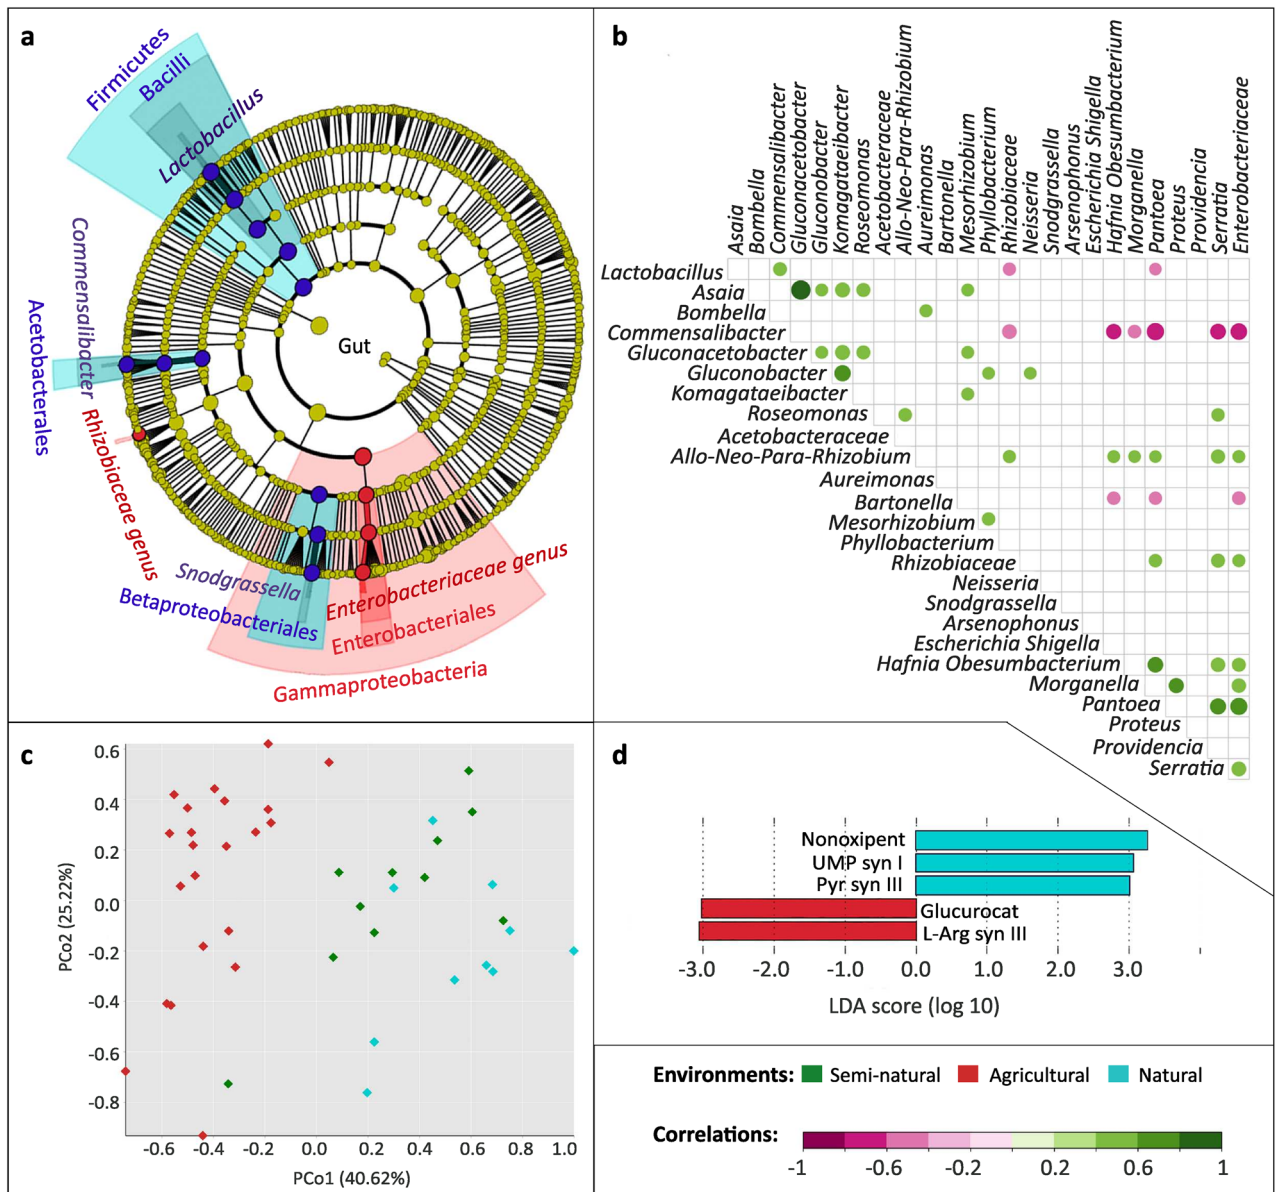 a
Firmicutes
Bacilli
Lactobacillus
Commensalibacter
Acetobacterales
Rhizobiaceae genus
Gut
Snodgrassella
Betaproteobacteriales
Enterobacteriaceae genus
Enterobacteriales
Gammaproteobacteria
b
Asaia
Bombella
Commensalibacter
Gluconacetobacter
Gluconobacter
Komagataeibacter
Roseomonas
Acetobacteraceae
Allo-Neo-Para-Rhizobium
Aureimonas
Bartonella
Mesorhizobium
Phyllobacterium
Rhizobiaceae
Neisseria
Snodgrassella
Arsenophonus
Escherichia Shigella
Hafnia Obesumbacterium
Morganella
Pantoea
Proteus
Providencia
Serratia
Enterobacteriaceae
Lactobacillus
Asaia
Bombella
Commensalibacter
Gluconacetobacter
Gluconobacter
Komagataeibacter
Roseomonas
Acetobacteraceae
Allo-Neo-Para-Rhizobium
Aureimonas
Bartonella
Mesorhizobium
Phyllobacterium
Rhizobiaceae
Neisseria
Snodgrassella
Arsenophonus
Escherichia Shigella
Hafnia Obesumbacterium
Morganella
Pantoea
Proteus
Providencia
Serratia
c
0.6
0.4
0.2
0.0
-0.2
-0.4
-0.6
-0.8
PCo2 (25.22%)
-0.6 -0.4 -0.2 0.0 0.2 0.4 0.6 0.8 1.0
PCo1 (40.62%)
d
Nonoxipent
UMP syn I
Pyr syn III
Glucurocat
L-Arg syn III
-3.0 -2.0 -1.0 0.0 1.0 2.0 3.0
LDA score (log 10)
Environments: Semi-natural Agricultural Natural
Correlations:
-1 -0.6 -0.2 0.2 0.6 1